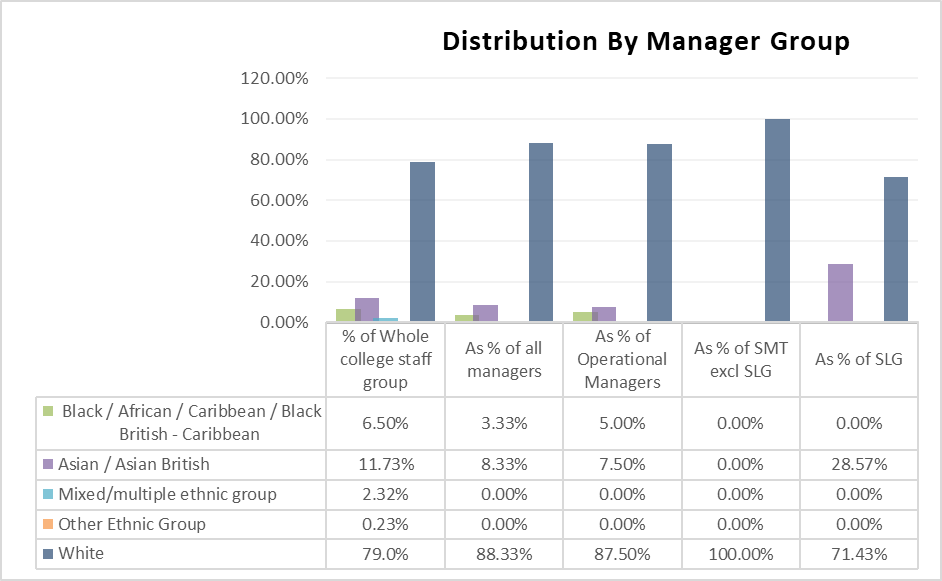 Distribution By Manager Group
120.00%
100.00%
80.00%
60.00%
40.00%
20.00%
0.00%
% of Whole college staff group
As % of all managers
As % of Operational Managers
As % of SMT excl SLG
As % of SLG
Black / African / Caribbean / Black British - Caribbean
6.50% 3.33% 5.00% 0.00% 0.00%
Asian / Asian British 11.73% 8.33% 7.50% 0.00% 28.57%
Mixed/multiple ethnic group 2.32% 0.00% 0.00% 0.00% 0.00%
Other Ethnic Group 0.23% 0.00% 0.00% 0.00% 0.00%
White 79.0% 88.33% 87.50% 100.00% 71.43%